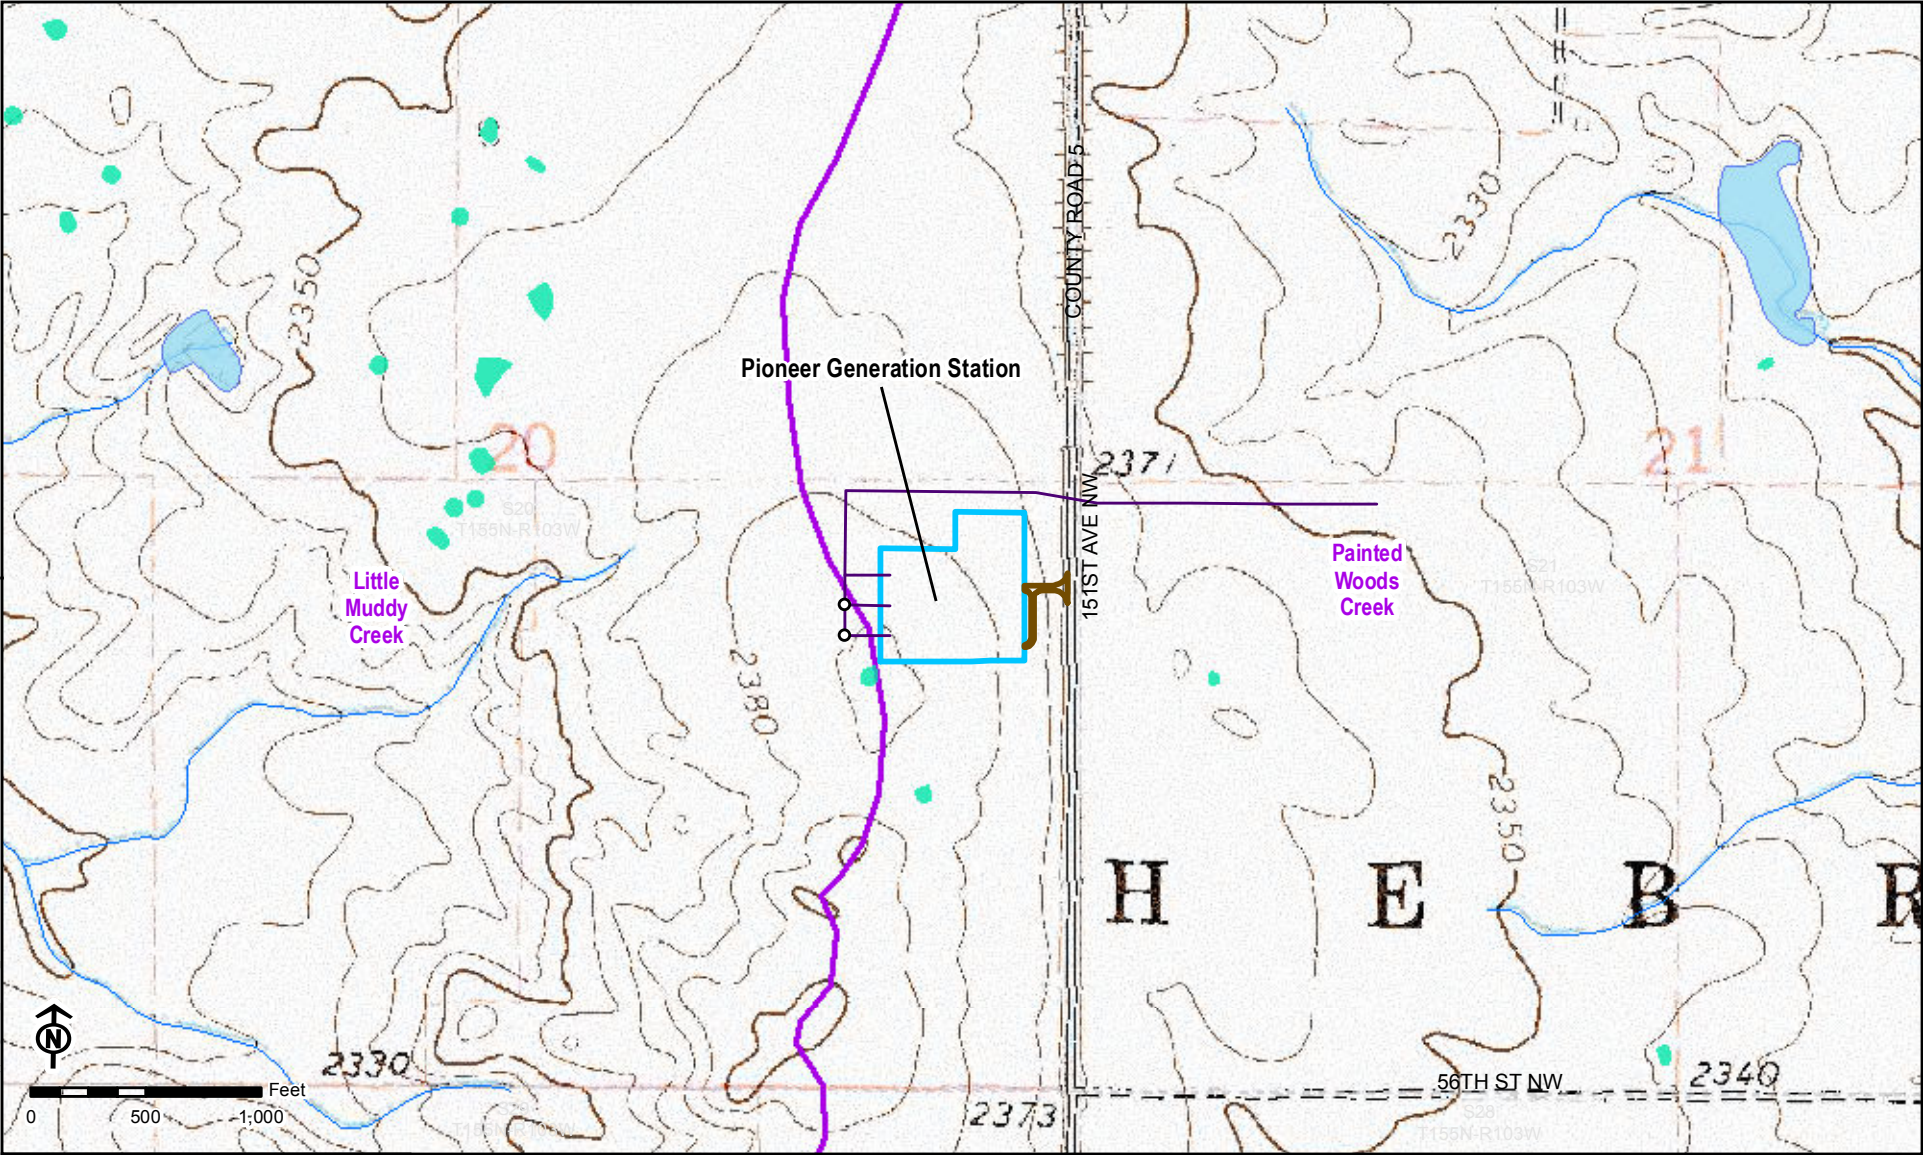 COUNTY ROAD 5
2330
2350
Pioneer Generation Station
20
2371
21
S20
T155N-R103W
151ST AVE NW
Painted
Woods
Creek
S21
T155N-R103W
Little
Muddy
Creek
2380
2350
H E B R
N
2330
Feet
0 500 1,000
56TH ST NW
2340
2373
S28
T155N-R103W